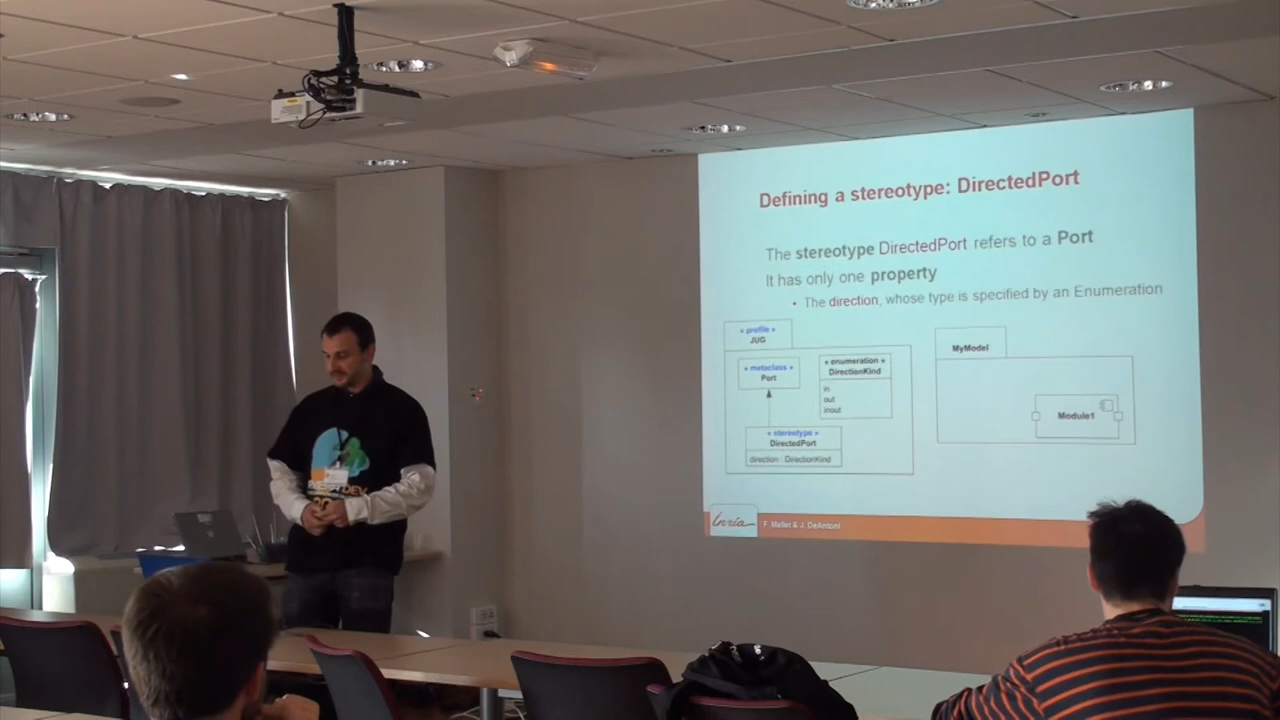 Defining a stereotype: DirectedPort
The stereotype DirectedPort refers to a Port
It has only one property
• The direction, whose type is specified by an Enumeration
« profile »
JUG
« metaclass »
Port
« enumeration »
DirectionKind
in
out
inout
« stereotype »
DirectedPort
direction : DirectionKind
MyModel
Module1
Inria
F. Mallet & J. DeAntoni